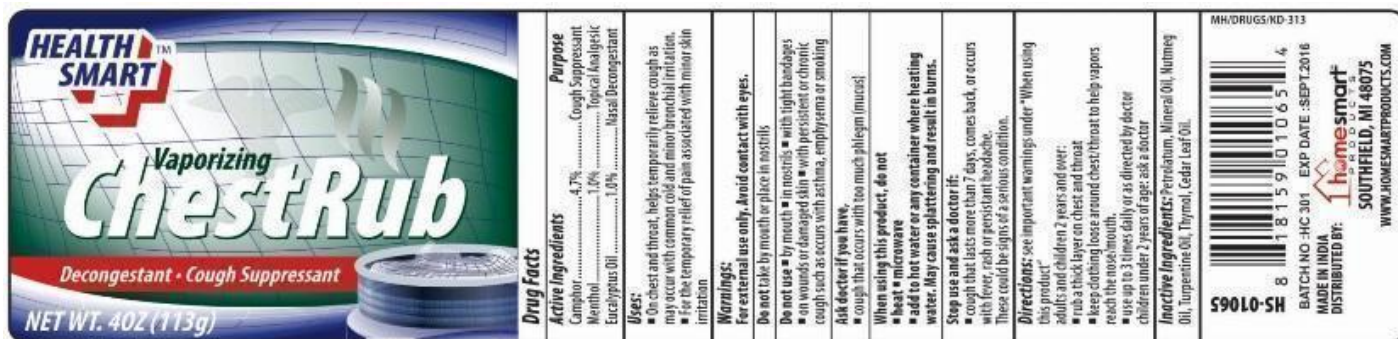 HEALTH
SMART™
Vaporizing
ChestRub
Decongestant • Cough Suppressant
NET WT. 4OZ (113g)
Drug Facts
Active Ingredients Purpose
Camphor..............4.7%..............Cough Suppressant
Menthol..............1.0%..............Topical Analgesic
Eucalyptus Oil..............1.0%..............Nasal Decongestant
Uses:
▪ On chest and throat, helps temporarily relieve cough as
may occur with common cold and minor bronchial irritation.
▪ For the temporary relief of pain associated with minor skin
irritation
Warnings:
For external use only. Avoid contact with eyes.
Do not take by mouth or place in nostrils
Do not use ▪ by mouth ▪ in nostrils ▪ with tight bandages
▪ on wounds or damaged skin ▪ with persistent or chronic
cough such as occurs with asthma, emphysema or smoking
Ask doctor if you have,
▪ cough that occurs with too much phlegm (mucus)
When using this product, do not
▪ heat ▪ microwave
▪ add to hot water or any container where heating
water. May cause splattering and result in burns.
Stop use and ask a doctor if:
▪ cough that lasts more than 7 days, comes back, or occurs
with fever, rash or persistant headache.
These could be signs of a serious condition.
Directions: see important warnings under "When using
this product"
adults and children 2 years and over:
▪ rub a thick layer on chest and throat
▪ keep clothing loose around chest/throat to help vapors
reach the nose/mouth.
▪ use up to 3 times daily or as directed by doctor
children under 2 years of age: ask a doctor
Inactive Ingredients: Petrolatum, Mineral Oil, Nutmeg
Oil, Turpentine Oil, Thymol, Cedar Leaf Oil.
MH/DRUGS/KD-313
HS-01065
8 18159 01065 4
BATCH NO :HC 301 EXP DATE :SEPT.2016
MADE IN INDIA
DISTRIBUTED BY:
homesmart
PRODUCTS
SOUTHFIELD, MI 48075
WWW.HOMESMARTPRODUCTS.COM